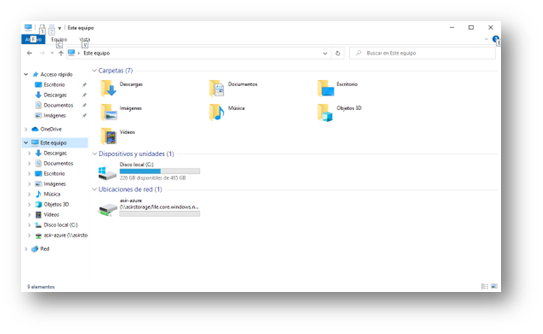 Este equipo
Equipo
Vista
Este equipo
Buscar en Este equipo
Acceso rápido
Escritorio
Descargas
Documentos
Imágenes
OneDrive
Este equipo
Descargas
Documentos
Escritorio
Imágenes
Música
Objetos 3D
Vídeos
Disco local (C:)
asir-azure (\\asirsto
Red
Carpetas (7)
Descargas
Documentos
Escritorio
Imágenes
Música
Objetos 3D
Vídeos
Dispositivos y unidades (1)
Disco local (C:)
228 GB disponibles de 465 GB
Ubicaciones de red (1)
asir-azure
(\\asirstorage.file.core.windows.n...
9 elementos